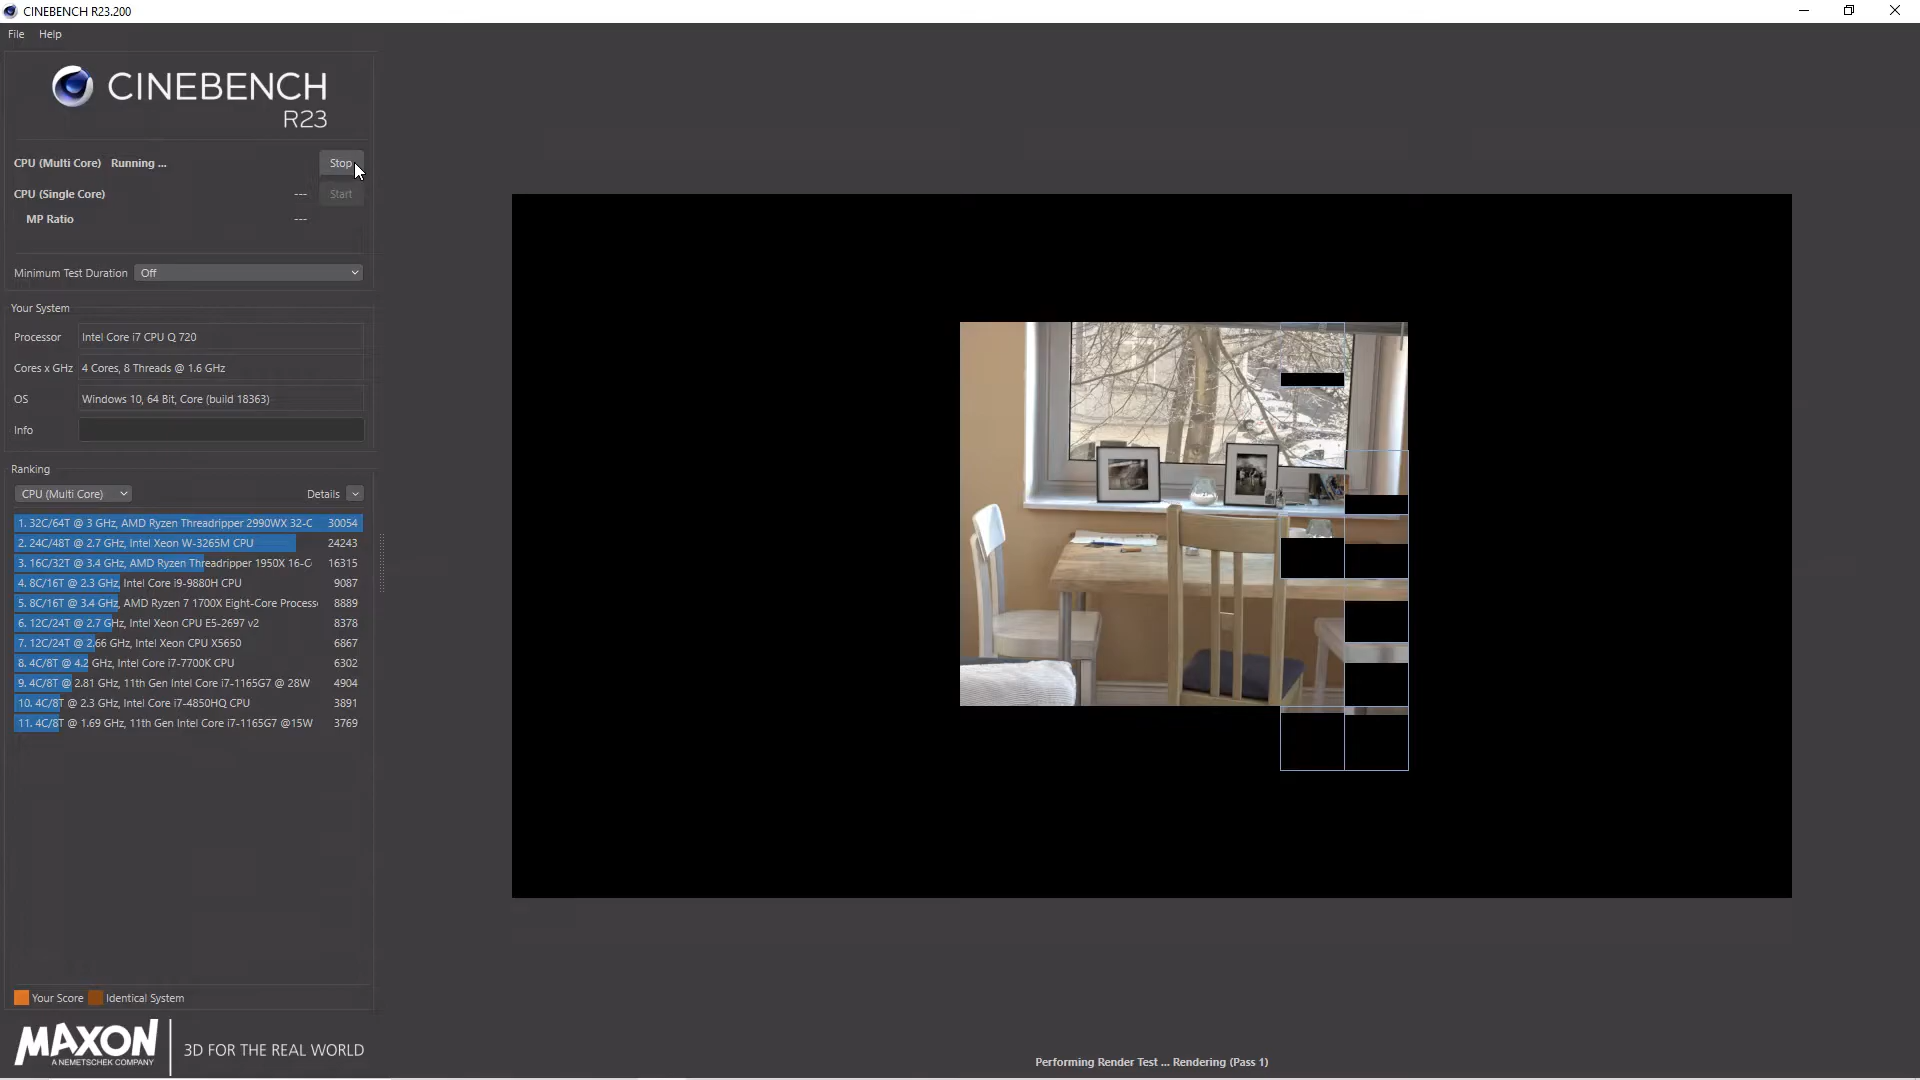 CINEBENCH R23.200
File Help
CINEBENCH
R23
CPU (Multi Core) Running ... Stop
CPU (Single Core) --- Start
MP Ratio ---
Minimum Test Duration Off
Your System
Processor Intel Core i7 CPU Q 720
Cores x GHz 4 Cores, 8 Threads @ 1.6 GHz
OS Windows 10, 64 Bit, Core (build 18363)
Info
Ranking
CPU (Multi Core) Details
1. 32C/64T @ 3 GHz, AMD Ryzen Threadripper 2990WX 32-C 30054
2. 24C/48T @ 2.7 GHz, Intel Xeon W-3265M CPU 24243
3. 16C/32T @ 3.4 GHz, AMD Ryzen Threadripper 1950X 16-C 16315
4. 8C/16T @ 2.3 GHz, Intel Core i9-9880H CPU 9087
5. 8C/16T @ 3.4 GHz, AMD Ryzen 7 1700X Eight-Core Process 8889
6. 12C/24T @ 2.7 GHz, Intel Xeon CPU E5-2697 v2 8378
7. 12C/24T @ 2.66 GHz, Intel Xeon CPU X5650 6867
8. 4C/8T @ 4.2 GHz, Intel Core i7-7700K CPU 6302
9. 4C/8T @ 2.81 GHz, 11th Gen Intel Core i7-1165G7 @ 28W 4904
10. 4C/8T @ 2.3 GHz, Intel Core i7-4850HQ CPU 3891
11. 4C/8T @ 1.69 GHz, 11th Gen Intel Core i7-1165G7 @15W 3769
Your Score Identical System
MAXON
A NEMETSCHEK COMPANY
3D FOR THE REAL WORLD
Performing Render Test ... Rendering (Pass 1)